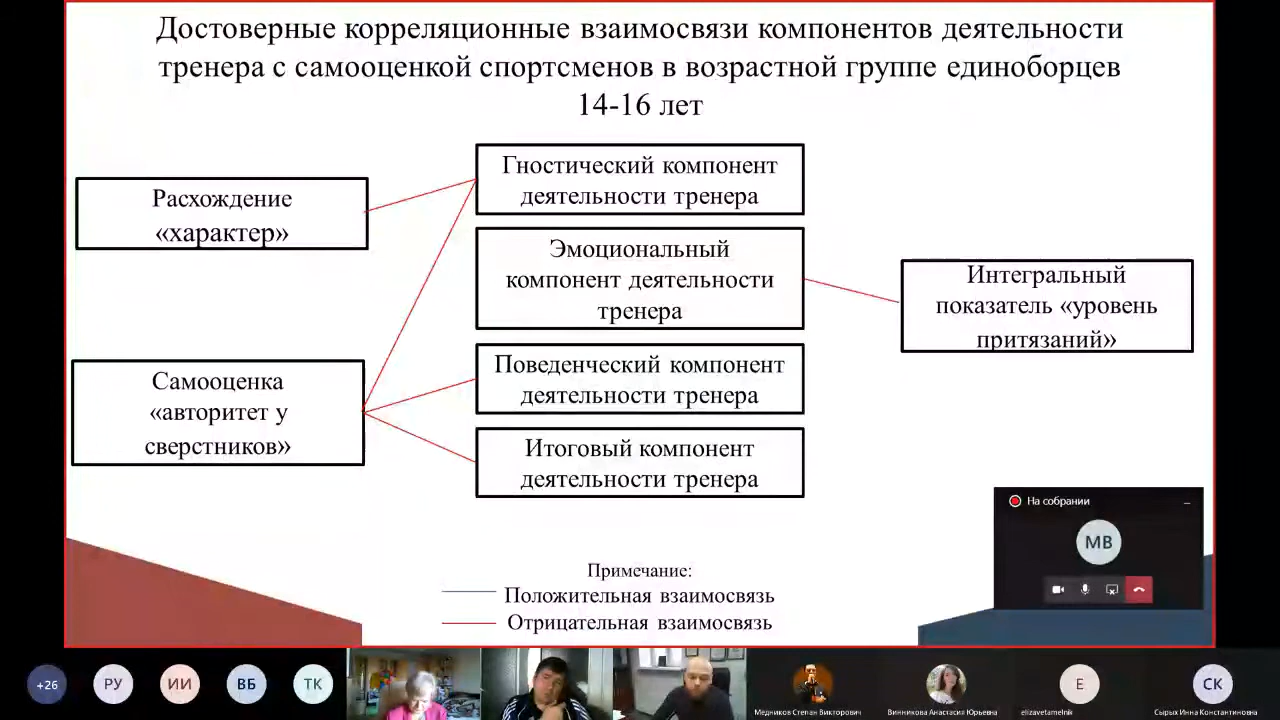 Достоверные корреляционные взаимосвязи компонентов деятельности
тренера с самооценкой спортсменов в возрастной группе единоборцев
14-16 лет
Гностический компонент
деятельности тренера
Расхождение
«характер»
Эмоциональный
компонент деятельности
тренера
Интегральный
показатель «уровень
притязаний»
Поведенческий компонент
деятельности тренера
Самооценка
«авторитет у
сверстников»
Итоговый компонент
деятельности тренера
На собрании
МВ
Примечание:
Положительная взаимосвязь
Отрицательная взаимосвязь
+26
РУ
ИИ
ВБ
ТК
Медников Степан Викторович
Винникова Анастасия Юрьевна
E
elizavetamelnik
СК
Сырых Инна Константиновна